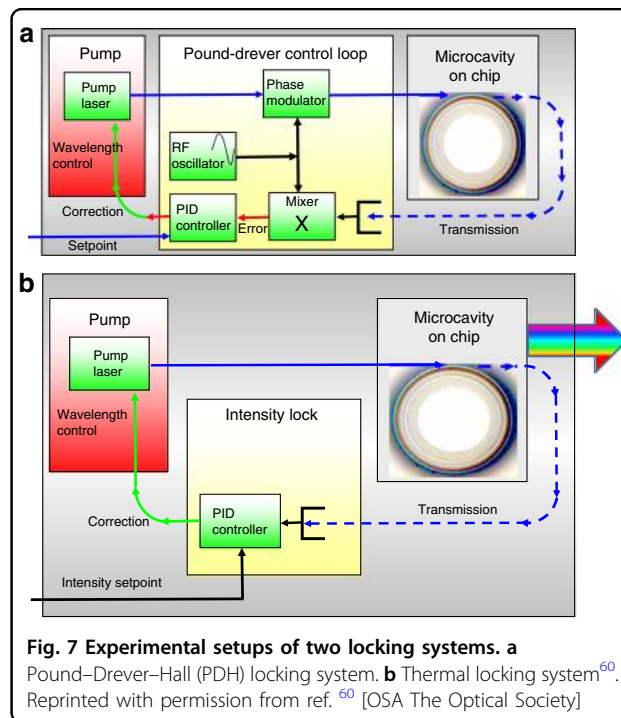 a
Pump
Pound-drever control loop
Microcavity
on chip
Pump
laser
Phase
modulator
Wavelength
control
RF
oscillator
Correction
PID
controller
Error
Mixer
X
Setpoint
Transmission
b
Pump
Microcavity
on chip
Pump
laser
Wavelength
control
Intensity lock
Correction
PID
controller
Transmission
Intensity setpoint
Fig. 7 Experimental setups of two locking systems. a
Pound–Drever–Hall (PDH) locking system. b Thermal locking system60.
Reprinted with permission from ref. 60 [OSA The Optical Society]